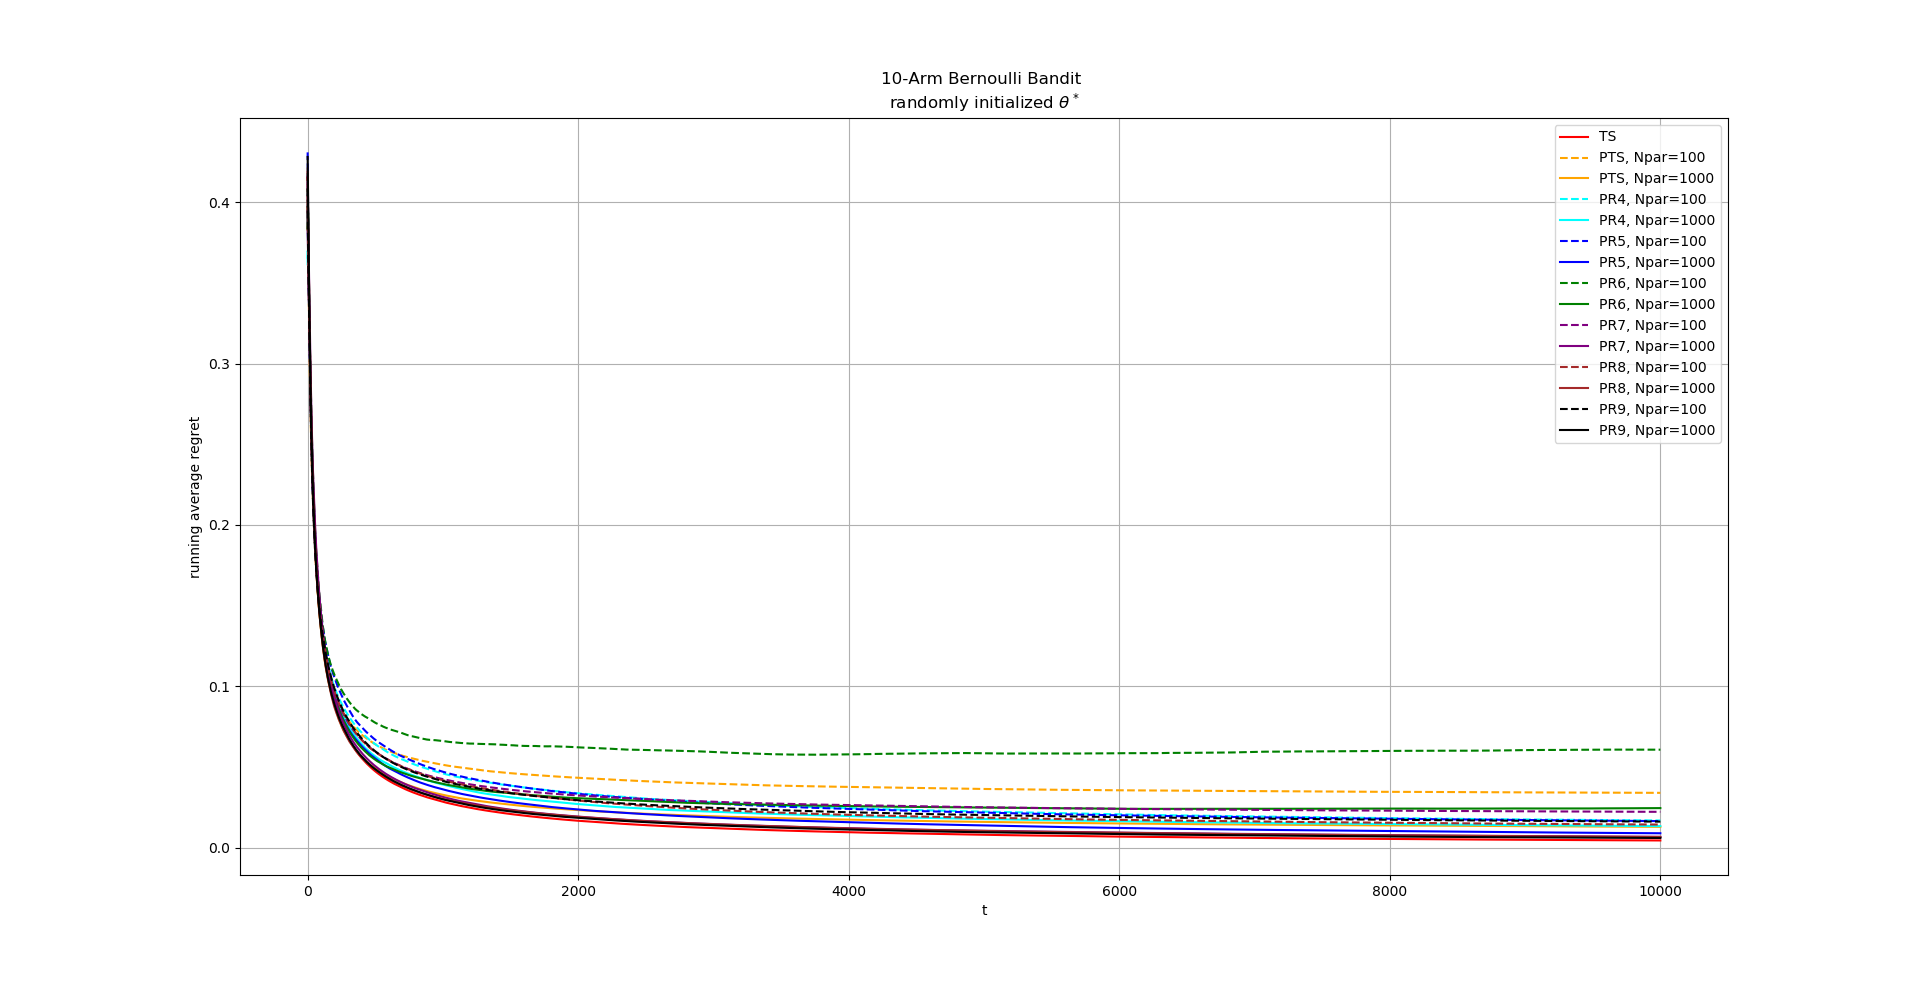 10-Arm Bernoulli Bandit
randomly initialized θ*
running average regret
0.4
0.3
0.2
0.1
0.0
0
2000
4000
6000
8000
10000
t
TS
PTS, Npar=100
PTS, Npar=1000
PR4, Npar=100
PR4, Npar=1000
PR5, Npar=100
PR5, Npar=1000
PR6, Npar=100
PR6, Npar=1000
PR7, Npar=100
PR7, Npar=1000
PR8, Npar=100
PR8, Npar=1000
PR9, Npar=100
PR9, Npar=1000